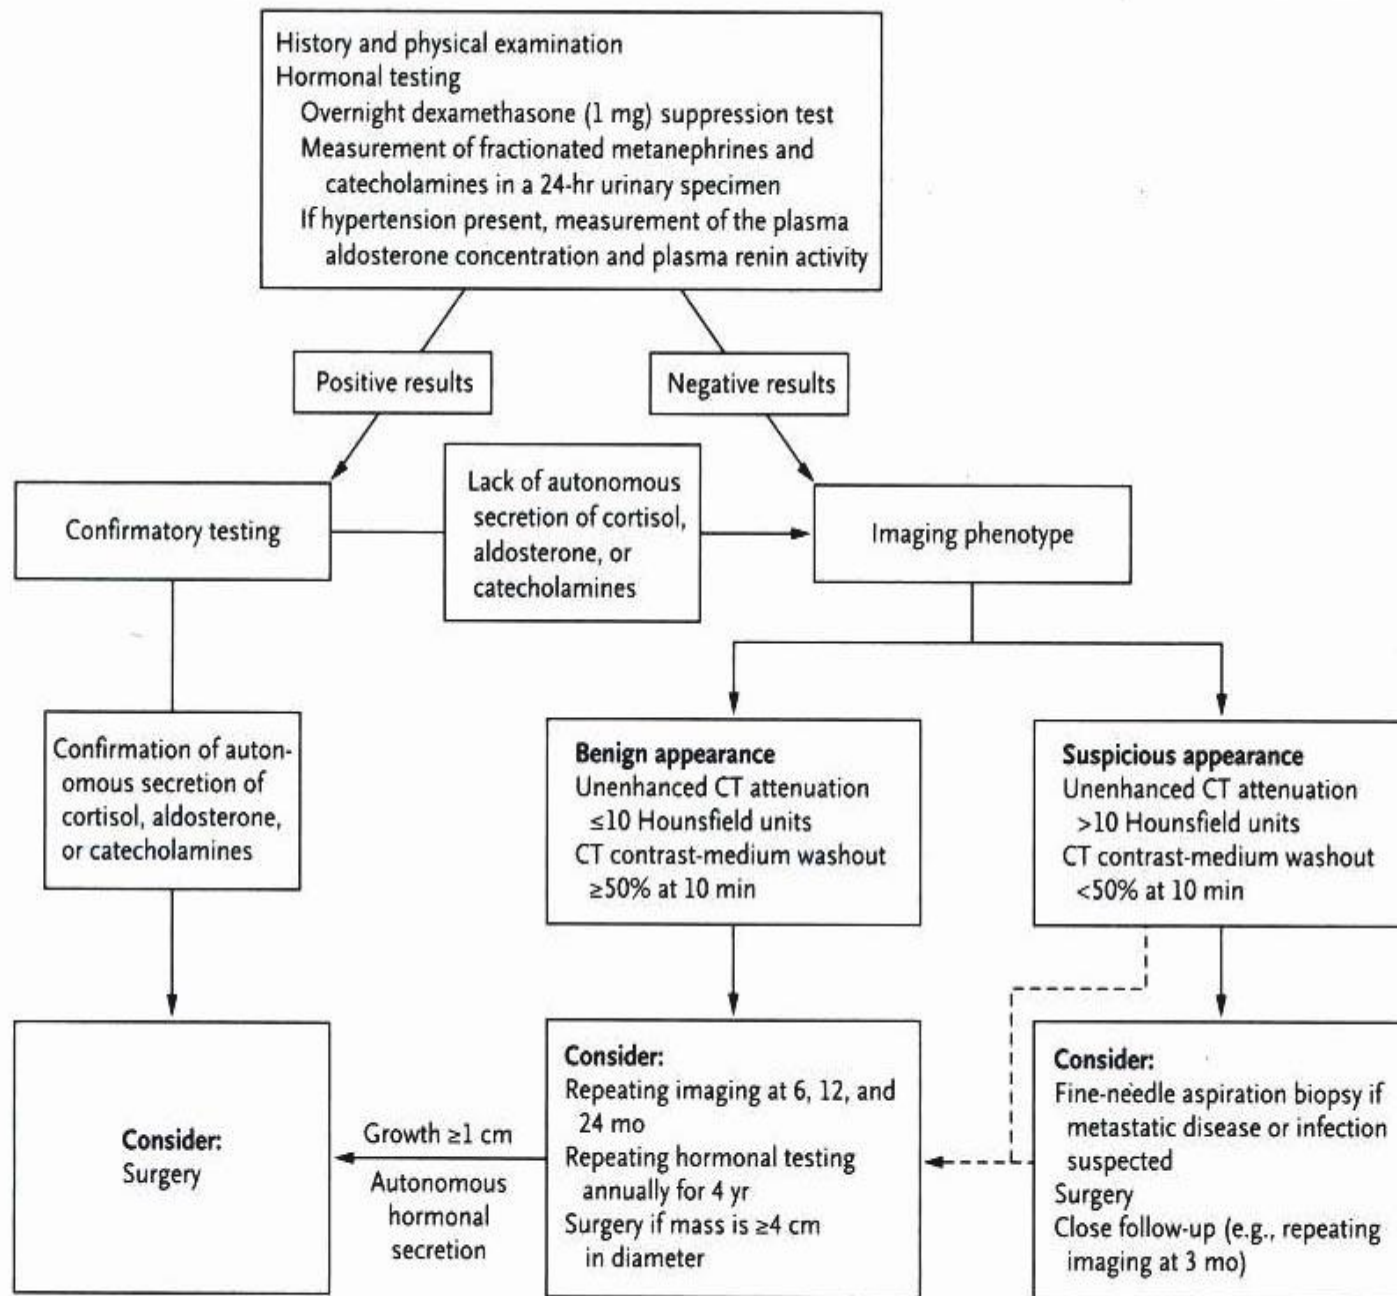 History and physical examination
Hormonal testing
Overnight dexamethasone (1 mg) suppression test
Measurement of fractionated metanephrines and
catecholamines in a 24-hr urinary specimen
If hypertension present, measurement of the plasma
aldosterone concentration and plasma renin activity
Positive results
Negative results
Confirmatory testing
Lack of autonomous
secretion of cortisol,
aldosterone, or
catecholamines
Imaging phenotype
Confirmation of auton-
omous secretion of
cortisol, aldosterone,
or catecholamines
Benign appearance
Unenhanced CT attenuation
≤10 Hounsfield units
CT contrast-medium washout
≥50% at 10 min
Suspicious appearance
Unenhanced CT attenuation
>10 Hounsfield units
CT contrast-medium washout
<50% at 10 min
Consider:
Surgery
Growth ≥1 cm
Autonomous
hormonal
secretion
Consider:
Repeating imaging at 6, 12, and
24 mo
Repeating hormonal testing
annually for 4 yr
Surgery if mass is ≥4 cm
in diameter
Consider:
Fine-needle aspiration biopsy if
metastatic disease or infection
suspected
Surgery
Close follow-up (e.g., repeating
imaging at 3 mo)